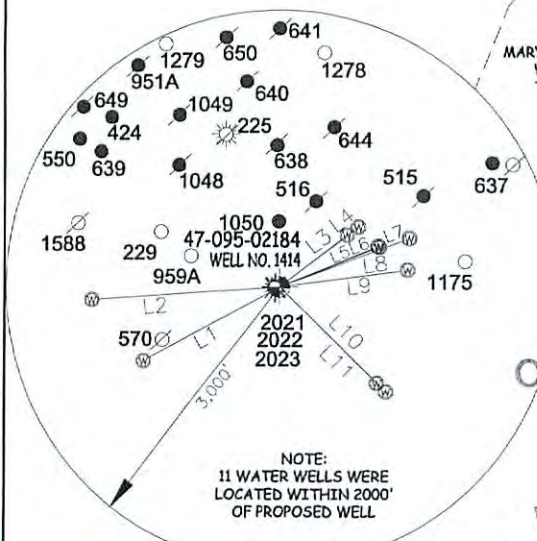 641
650
1279
1278
MARY
951A
640
649
1049
424
225
644
550
639
638
1048
516
515
637
1050
1588
229
47-095-02184
WELL NO. 1414
959A
L3
L4
L5
L6
L7
L8
L9
1175
W
W
W
W
W
W
W
W
W
L2
L1
570
2021
2022
2023
L10
L11
3,000'
NOTE:
11 WATER WELLS WERE
LOCATED WITHIN 2000'
OF PROPOSED WELL